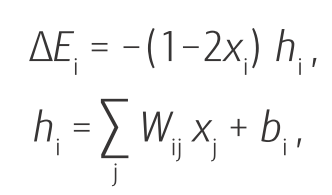 ΔE_i = −(1−2x_i) h_i ,
h_i = ∑_j W_ij x_j + b_i ,